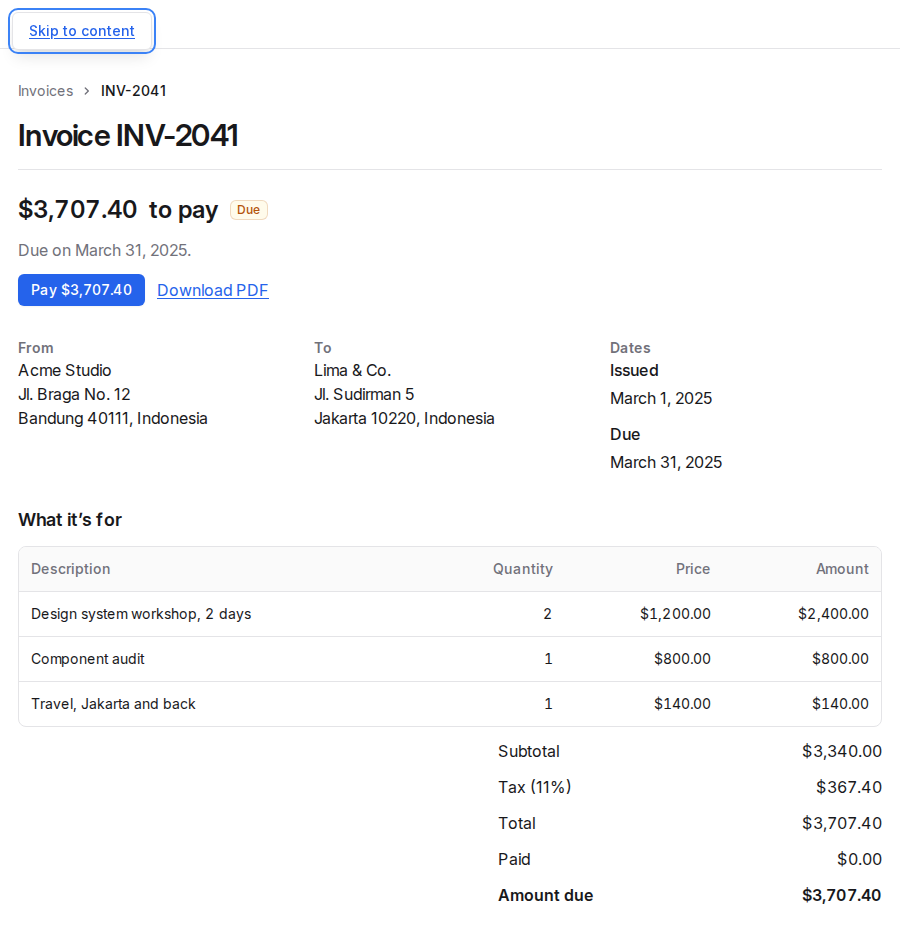 Skip to content
Invoices > INV-2041
Invoice INV-2041
$3,707.40 to pay Due
Due on March 31, 2025.
Pay $3,707.40 Download PDF
From
Acme Studio
Jl. Braga No. 12
Bandung 40111, Indonesia
To
Lima & Co.
Jl. Sudirman 5
Jakarta 10220, Indonesia
Dates
Issued
March 1, 2025
Due
March 31, 2025
What it’s for
Description Quantity Price Amount
Design system workshop, 2 days 2 $1,200.00 $2,400.00
Component audit 1 $800.00 $800.00
Travel, Jakarta and back 1 $140.00 $140.00
Subtotal $3,340.00
Tax (11%) $367.40
Total $3,707.40
Paid $0.00
Amount due $3,707.40